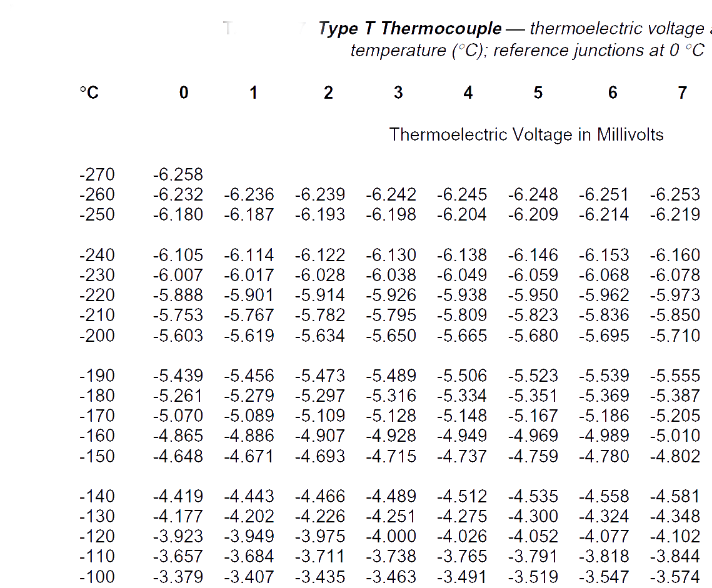 Type T Thermocouple — thermoelectric voltage
temperature (°C); reference junctions at 0 °C
°C 0 1 2 3 4 5 6 7
Thermoelectric Voltage in Millivolts
-270 -6.258
-260 -6.232 -6.236 -6.239 -6.242 -6.245 -6.248 -6.251 -6.253
-250 -6.180 -6.187 -6.193 -6.198 -6.204 -6.209 -6.214 -6.219
-240 -6.105 -6.114 -6.122 -6.130 -6.138 -6.146 -6.153 -6.160
-230 -6.007 -6.017 -6.028 -6.038 -6.049 -6.059 -6.068 -6.078
-220 -5.888 -5.901 -5.914 -5.926 -5.938 -5.950 -5.962 -5.973
-210 -5.753 -5.767 -5.782 -5.795 -5.809 -5.823 -5.836 -5.850
-200 -5.603 -5.619 -5.634 -5.650 -5.665 -5.680 -5.695 -5.710
-190 -5.439 -5.456 -5.473 -5.489 -5.506 -5.523 -5.539 -5.555
-180 -5.261 -5.279 -5.297 -5.316 -5.334 -5.351 -5.369 -5.387
-170 -5.070 -5.089 -5.109 -5.128 -5.148 -5.167 -5.186 -5.205
-160 -4.865 -4.886 -4.907 -4.928 -4.949 -4.969 -4.989 -5.010
-150 -4.648 -4.671 -4.693 -4.715 -4.737 -4.759 -4.780 -4.802
-140 -4.419 -4.443 -4.466 -4.489 -4.512 -4.535 -4.558 -4.581
-130 -4.177 -4.202 -4.226 -4.251 -4.275 -4.300 -4.324 -4.348
-120 -3.923 -3.949 -3.975 -4.000 -4.026 -4.052 -4.077 -4.102
-110 -3.657 -3.684 -3.711 -3.738 -3.765 -3.791 -3.818 -3.844
-100 -3.379 -3.407 -3.435 -3.463 -3.491 -3.519 -3.547 -3.574